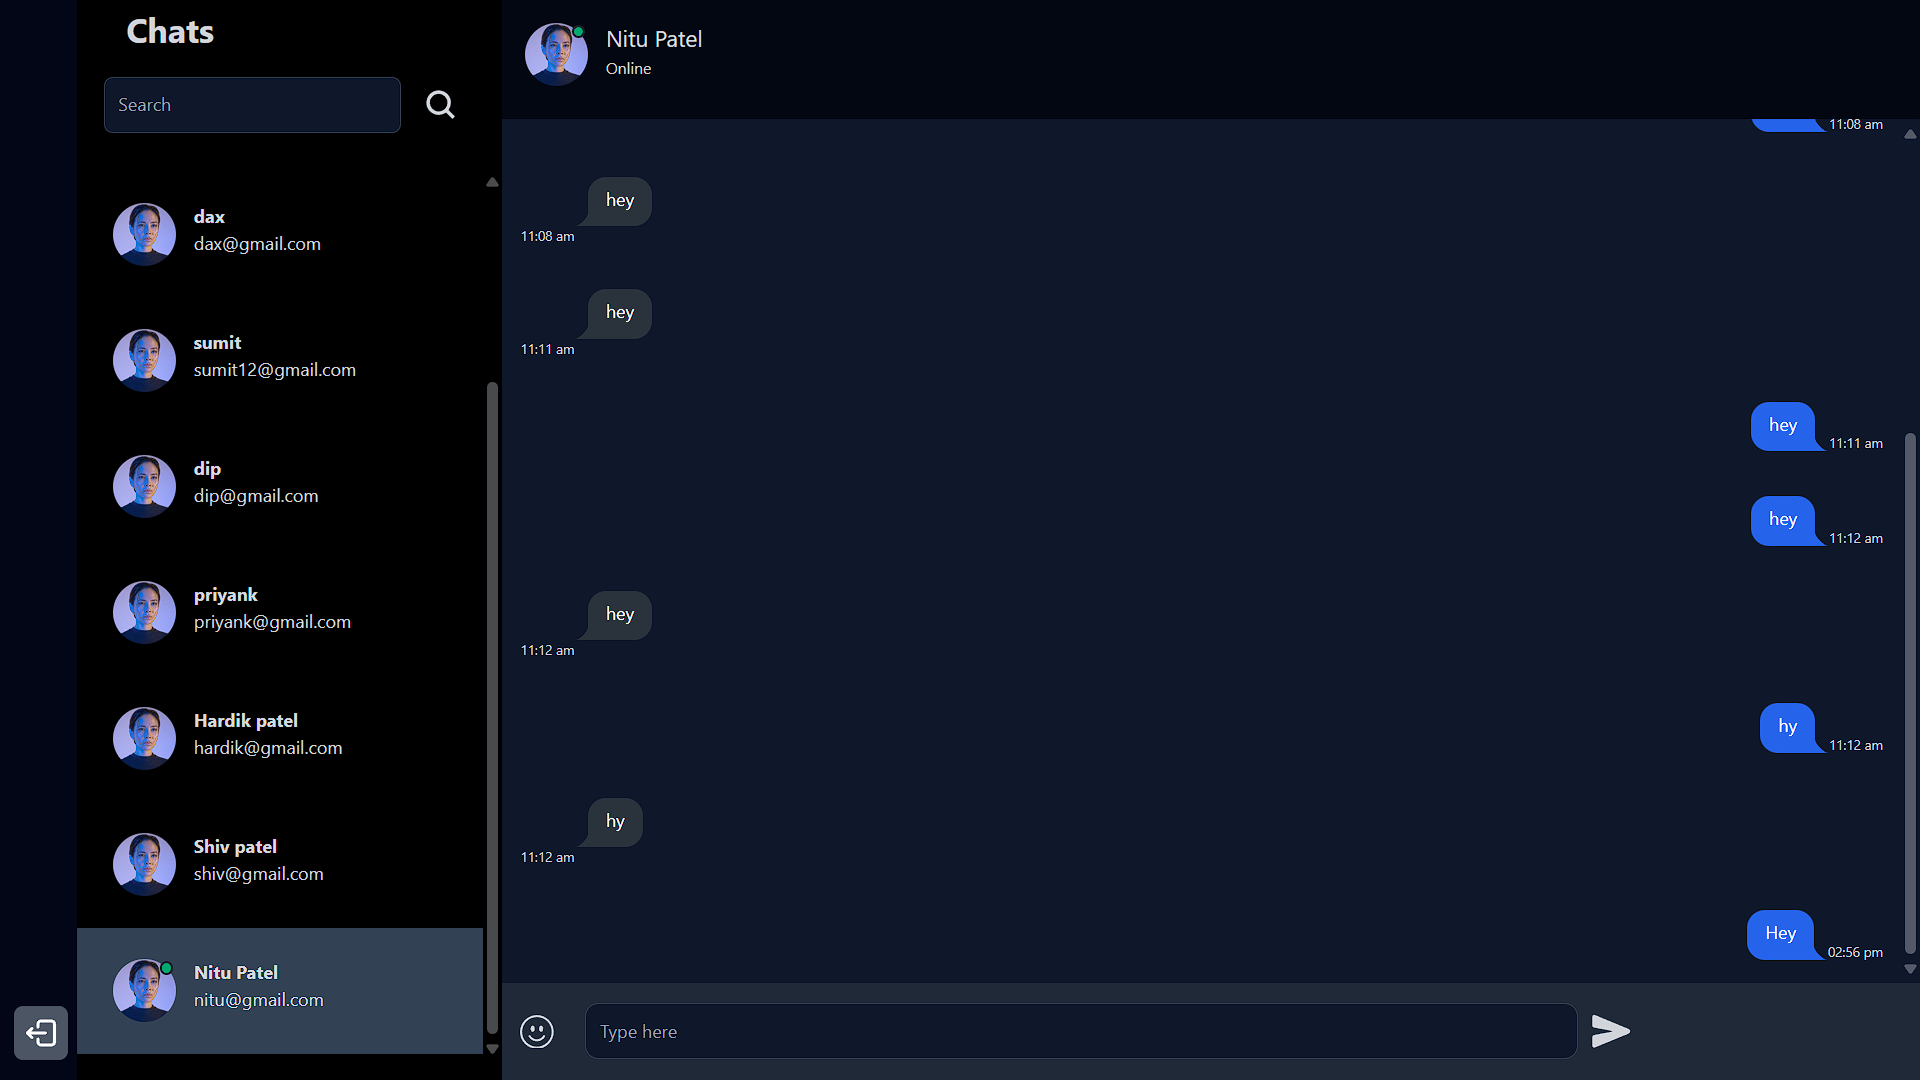 Chats
Search
dax
dax@gmail.com
sumit
sumit12@gmail.com
dip
dip@gmail.com
priyank
priyank@gmail.com
Hardik patel
hardik@gmail.com
Shiv patel
shiv@gmail.com
Nitu Patel
nitu@gmail.com
Nitu Patel
Online
11:08 am
hey
11:08 am
hey
11:11 am
hey
11:11 am
hey
11:12 am
hey
11:12 am
hy
11:12 am
hy
11:12 am
Hey
02:56 pm
Type here